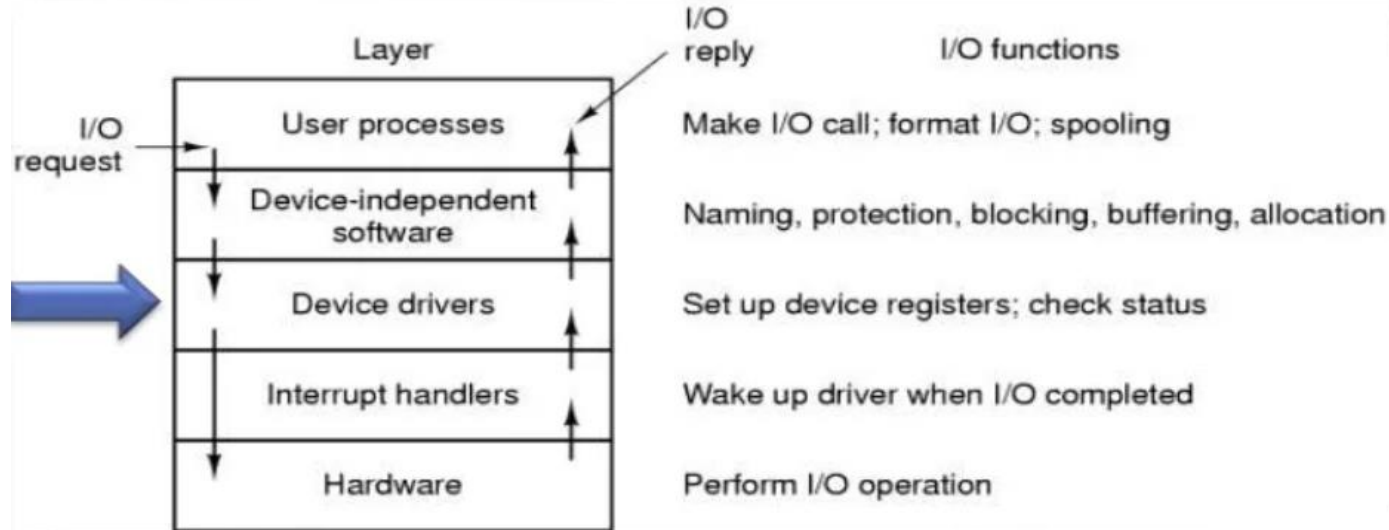 Layer
I/O
reply
I/O functions
I/O
request
User processes
Make I/O call; format I/O; spooling
Device-independent
software
Naming, protection, blocking, buffering, allocation
Device drivers
Set up device registers; check status
Interrupt handlers
Wake up driver when I/O completed
Hardware
Perform I/O operation